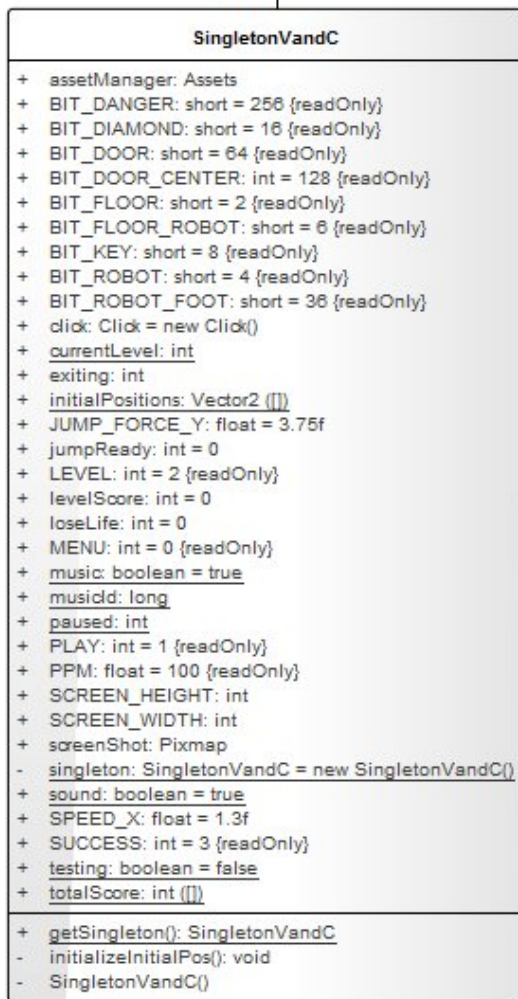 SingletonVandC
+ assetManager: Assets
+ BIT_DANGER: short = 256 {readOnly}
+ BIT_DIAMOND: short = 16 {readOnly}
+ BIT_DOOR: short = 64 {readOnly}
+ BIT_DOOR_CENTER: int = 128 {readOnly}
+ BIT_FLOOR: short = 2 {readOnly}
+ BIT_FLOOR_ROBOT: short = 6 {readOnly}
+ BIT_KEY: short = 8 {readOnly}
+ BIT_ROBOT: short = 4 {readOnly}
+ BIT_ROBOT_FOOT: short = 36 {readOnly}
+ click: Click = new Click()
+ currentLevel: int
+ exiting: int
+ initialPositions: Vector2 ([])
+ JUMP_FORCE_Y: float = 3.75f
+ jumpReady: int = 0
+ LEVEL: int = 2 {readOnly}
+ levelScore: int = 0
+ loseLife: int = 0
+ MENU: int = 0 {readOnly}
+ music: boolean = true
+ musicId: long
+ paused: int
+ PLAY: int = 1 {readOnly}
+ PPM: float = 100 {readOnly}
+ SCREEN_HEIGHT: int
+ SCREEN_WIDTH: int
+ screenShot: Pixmap
- singleton: SingletonVandC = new SingletonVandC()
+ sound: boolean = true
+ SPEED_X: float = 1.3f
+ SUCCESS: int = 3 {readOnly}
+ testing: boolean = false
+ totalScore: int ([])
+ getSingleton(): SingletonVandC
- initializeInitialPos(): void
- SingletonVandC()